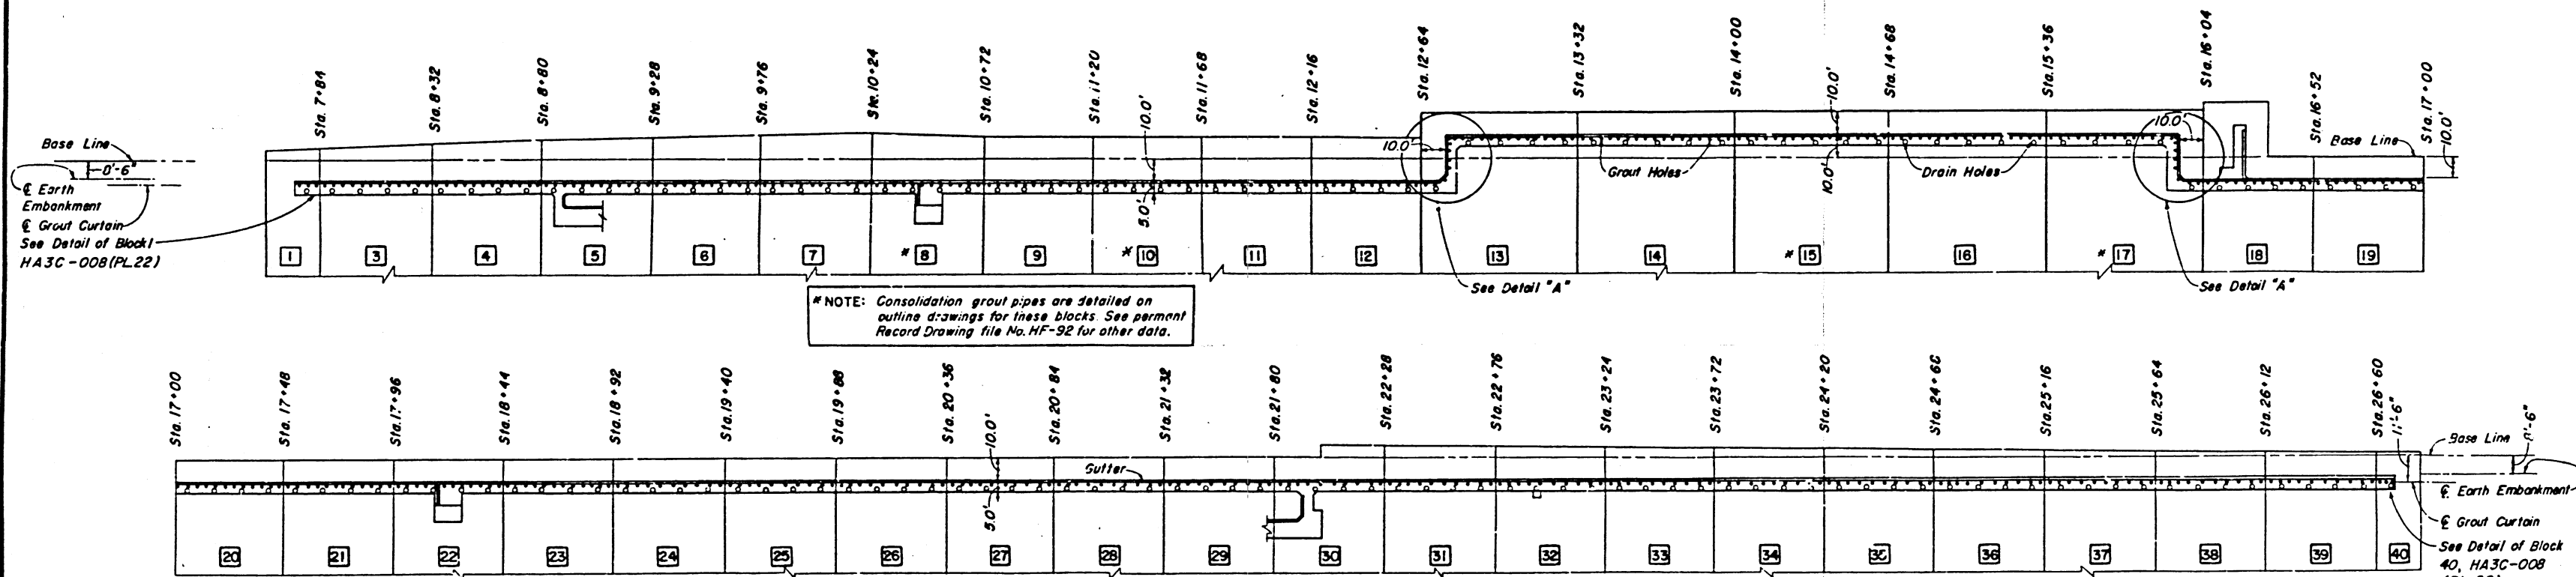 Sta. 7+84
Sta. 8+32
Sta. 8+80
Sta. 9+28
Sta. 9+76
Sta. 10+24
Sta. 10+72
Sta. 11+20
Sta. 11+68
Sta. 12+16
Sta. 12+64
Sta. 13+32
Sta. 14+00
Sta. 14+68
Sta. 15+36
Sta. 16+04
Sta. 16+52
Sta. 17+00
Base Line
0'-6"
℄ Earth
Embankment
℄ Grout Curtain
See Detail of Block 1
HA3C-008 (PL.22)
10.0'
5.0'
10.0'
10.0'
10.0'
Grout Holes
Drain Holes
10.0'
Base Line
10.0'
1
3
4
5
6
7
* 8
9
* 10
11
12
13
14
* 15
16
* 17
18
19
See Detail "A"
See Detail "A"
* NOTE: Consolidation grout pipes are detailed on
outline drawings for these blocks. See perment
Record Drawing file No. HF-92 for other data.
Sta. 17+00
Sta. 17+48
Sta. 17+96
Sta. 18+44
Sta. 18+92
Sta. 19+40
Sta. 19+88
Sta. 20+36
Sta. 20+84
Sta. 21+32
Sta. 21+80
Sta. 22+28
Sta. 22+76
Sta. 23+24
Sta. 23+72
Sta. 24+20
Sta. 24+68
Sta. 25+16
Sta. 25+64
Sta. 26+12
Sta. 26+60
10.0'
5.0'
Gutter
Base Line
℄ Earth Embankment
℄ Grout Curtain
See Detail of Block
40, HA3C-008
20
21
22
23
24
25
26
27
28
29
30
31
32
33
34
35
36
37
38
39
40